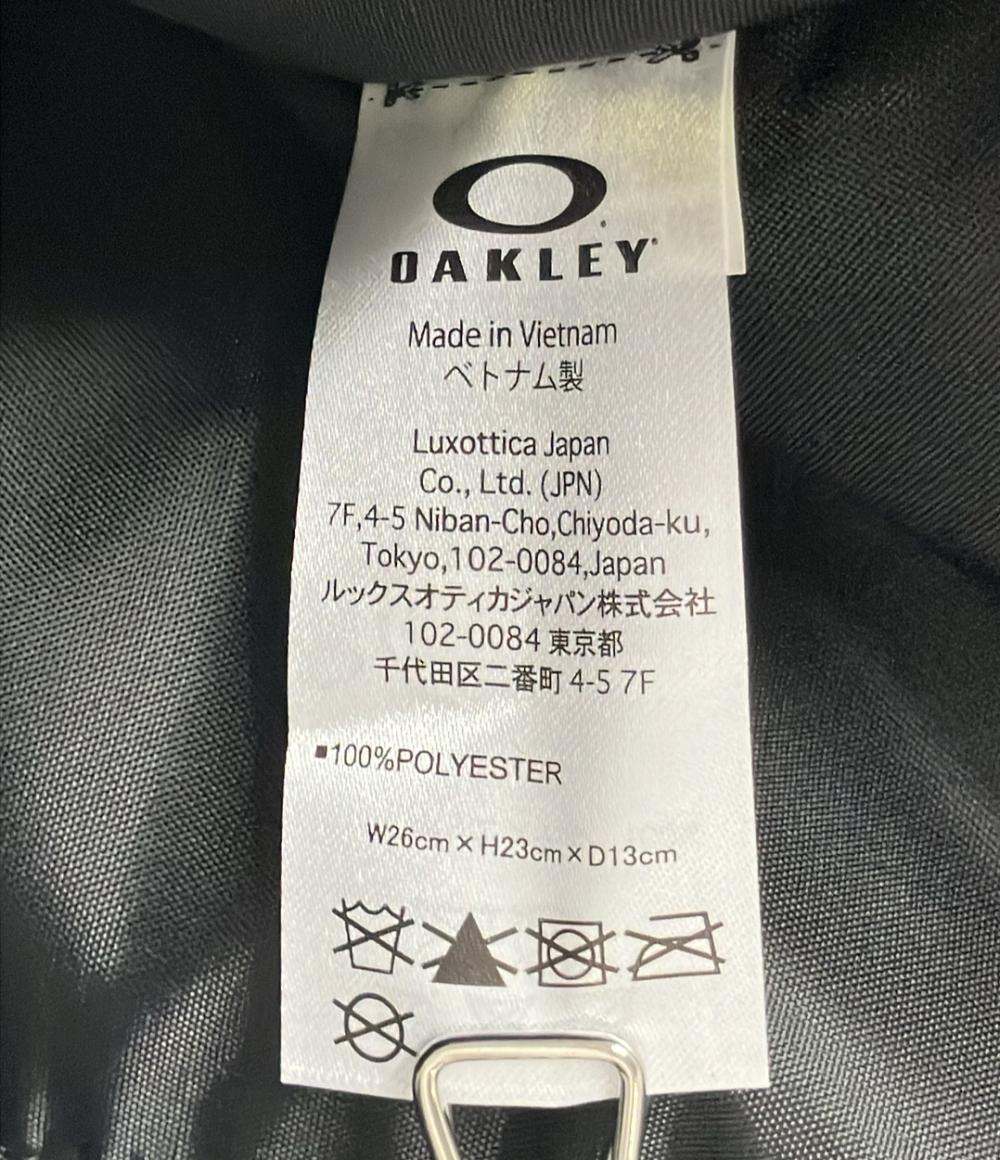 OAKLEY
Made in Vietnam
ベトナム製
Luxottica Japan
Co., Ltd. (JPN)
7F,4-5 Niban-Cho,Chiyoda-ku,
Tokyo,102-0084,Japan
ルックスオティカジャパン株式会社
102-0084 東京都
千代田区二番町 4-5 7F
▪100%POLYESTER
W26cm×H23cm×D13cm